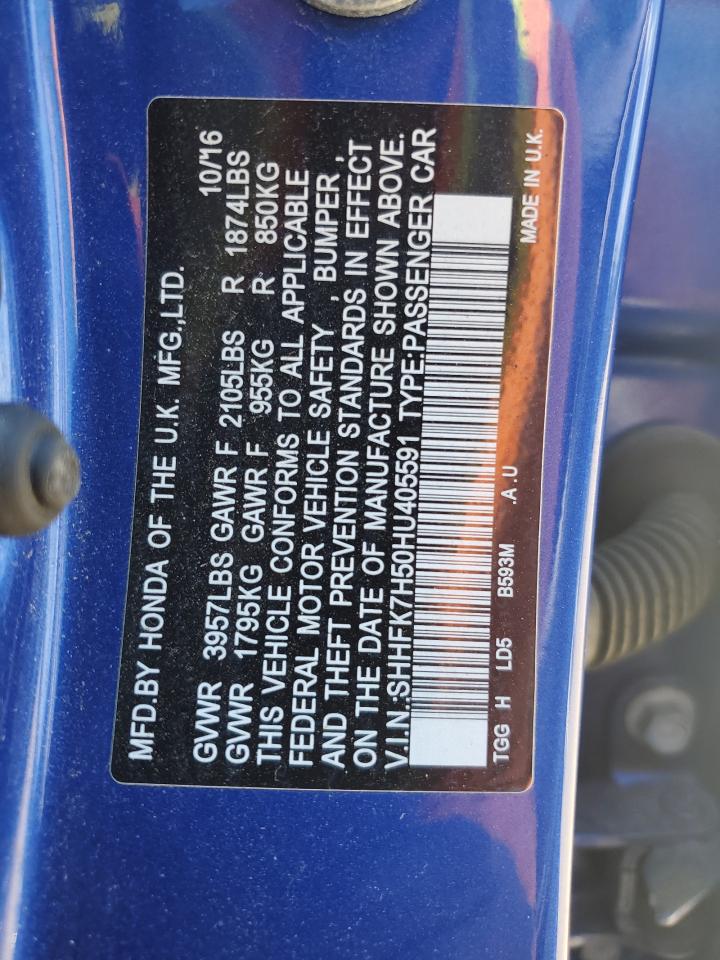 MFD.BY HONDA OF THE U.K. MFG.,LTD. 10/16
GVWR 3957LBS GAWR F 2105LBS R 1874LBS
GVWR 1795KG GAWR F 955KG R 850KG
THIS VEHICLE CONFORMS TO ALL APPLICABLE
FEDERAL MOTOR VEHICLE SAFETY , BUMPER ,
AND THEFT PREVENTION STANDARDS IN EFFECT
ON THE DATE OF MANUFACTURE SHOWN ABOVE.
V.I.N.:SHHFK7H50HU405591 TYPE:PASSENGER CAR
TGG H LD5 B593M .A.U MADE IN U.K.